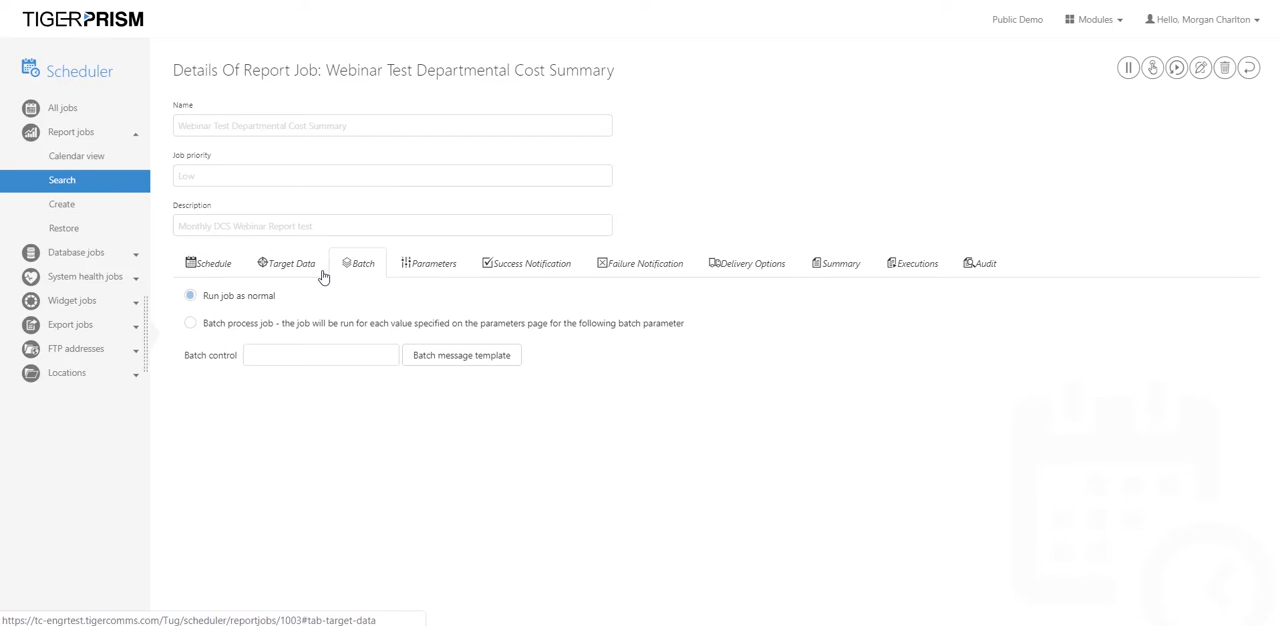 TIGERPRISM
Public Demo
Modules
Hello, Morgan Charlton
Scheduler
All jobs
Report jobs
Calendar view
Search
Create
Restore
Database jobs
System health jobs
Widget jobs
Export jobs
FTP addresses
Locations
Details Of Report Job: Webinar Test Departmental Cost Summary
Name
Webinar Test Departmental Cost Summary
Job priority
Low
Description
Monthly DCS Webinar Report test
Schedule Target Data Batch Parameters Success Notification Failure Notification Delivery Options Summary Executions Audit
Run job as normal
Batch process job - the job will be run for each value specified on the parameters page for the following batch parameter
Batch control Batch message template
https://tc-engrtest.tigercomms.com/Tug/scheduler/reportjobs/1003#tab-target-data